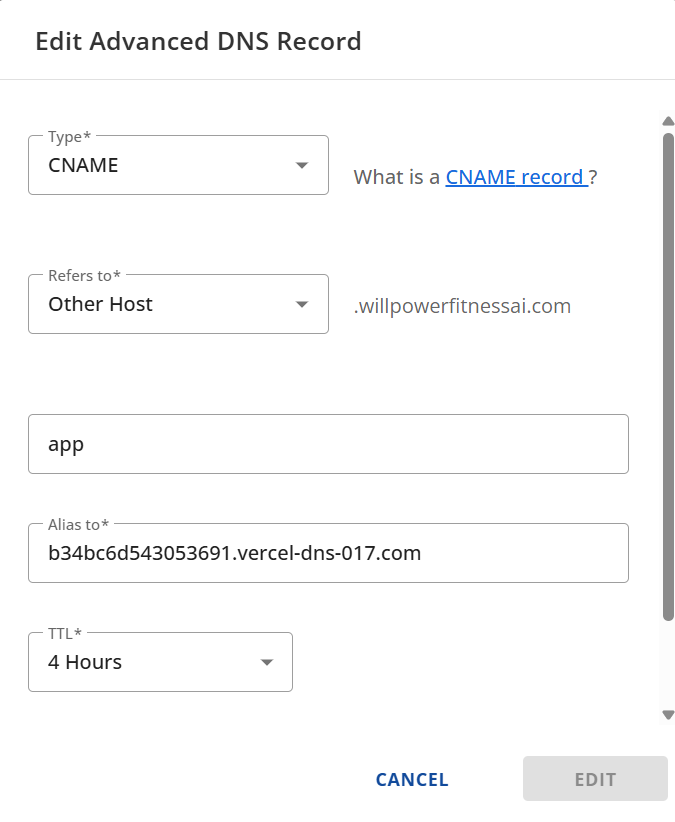 Edit Advanced DNS Record
Type*
CNAME
What is a CNAME record ?
Refers to*
Other Host
.willpowerfitnessai.com
app
Alias to*
b34bc6d543053691.vercel-dns-017.com
TTL*
4 Hours
CANCEL
EDIT